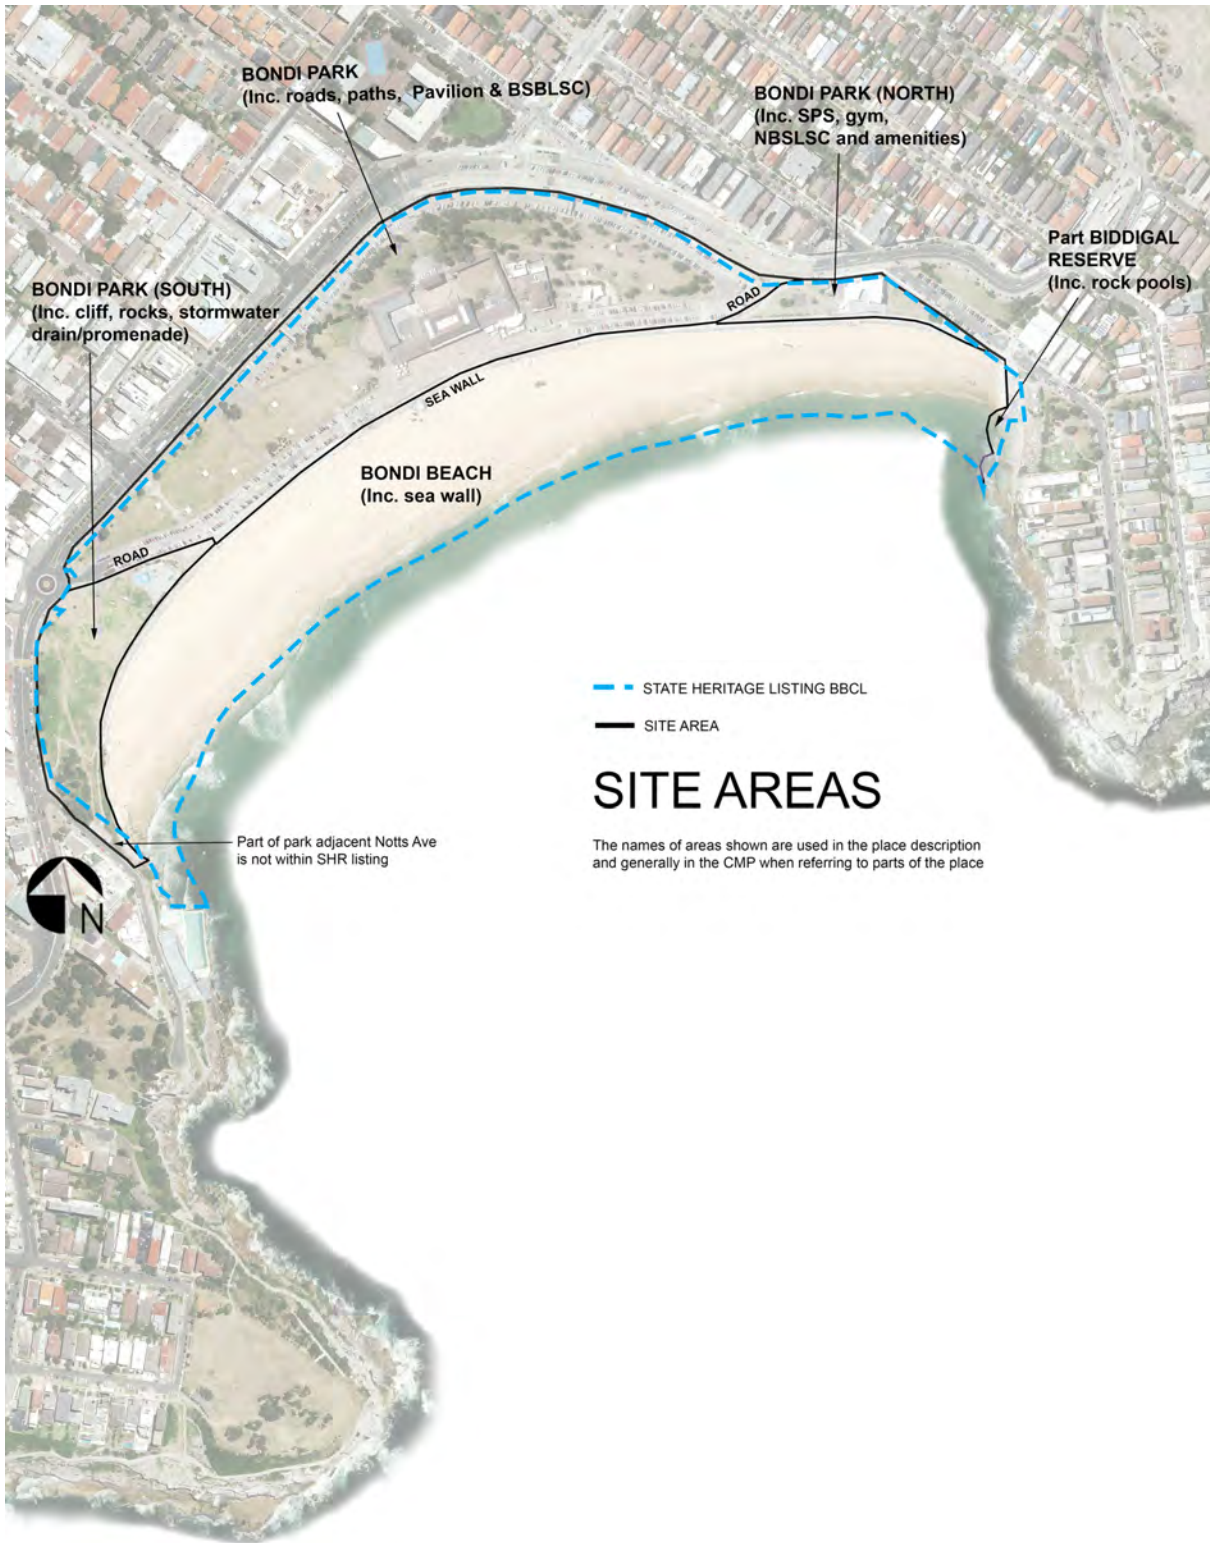 BONDI PARK
(Inc. roads, paths, Pavilion & BSBLSC)
BONDI PARK (NORTH)
(Inc. SPS, gym,
NBSLSC and amenities)
Part BIDDIGAL
RESERVE
(Inc. rock pools)
BONDI PARK (SOUTH)
(Inc. cliff, rocks, stormwater
drain/promenade)
ROAD
SEA WALL
BONDI BEACH
(Inc. sea wall)
ROAD
STATE HERITAGE LISTING BBCL
SITE AREA
SITE AREAS
The names of areas shown are used in the place description
and generally in the CMP when referring to parts of the place
Part of park adjacent Notts Ave
is not within SHR listing
N